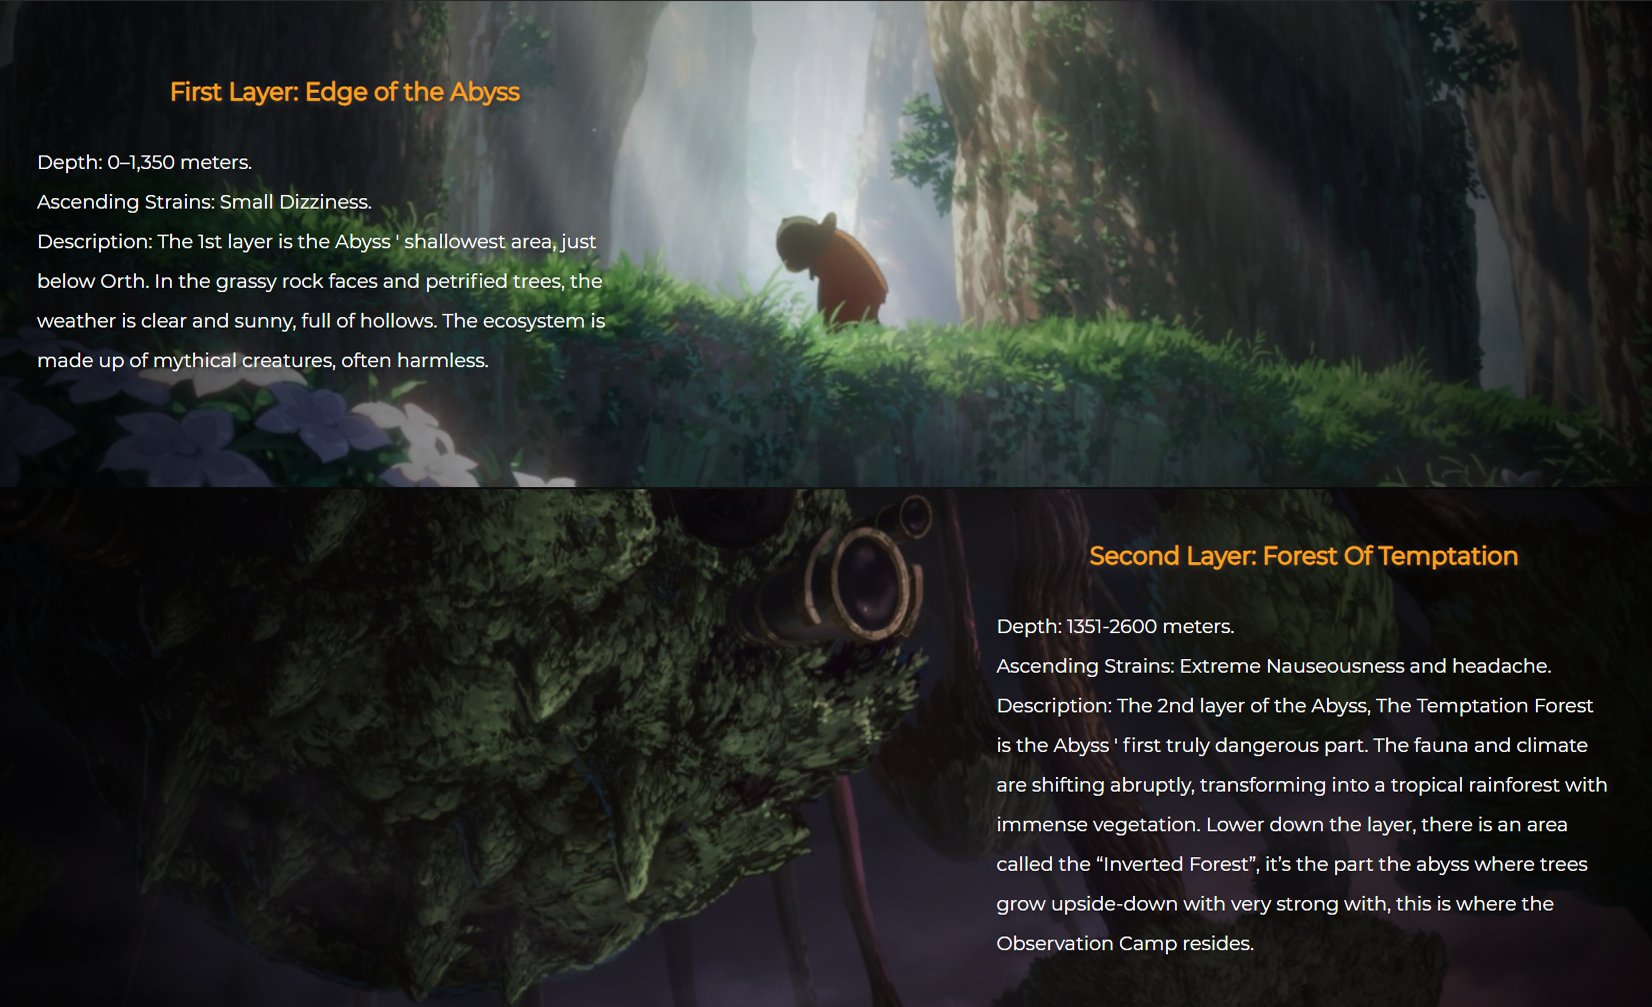 First Layer: Edge of the Abyss
Depth: 0–1,350 meters.
Ascending Strains: Small Dizziness.
Description: The 1st layer is the Abyss ' shallowest area, just
below Orth. In the grassy rock faces and petrified trees, the
weather is clear and sunny, full of hollows. The ecosystem is
made up of mythical creatures, often harmless.
Second Layer: Forest Of Temptation
Depth: 1351-2600 meters.
Ascending Strains: Extreme Nauseousness and headache.
Description: The 2nd layer of the Abyss, The Temptation Forest
is the Abyss ' first truly dangerous part. The fauna and climate
are shifting abruptly, transforming into a tropical rainforest with
immense vegetation. Lower down the layer, there is an area
called the “Inverted Forest”, it’s the part the abyss where trees
grow upside-down with very strong with, this is where the
Observation Camp resides.